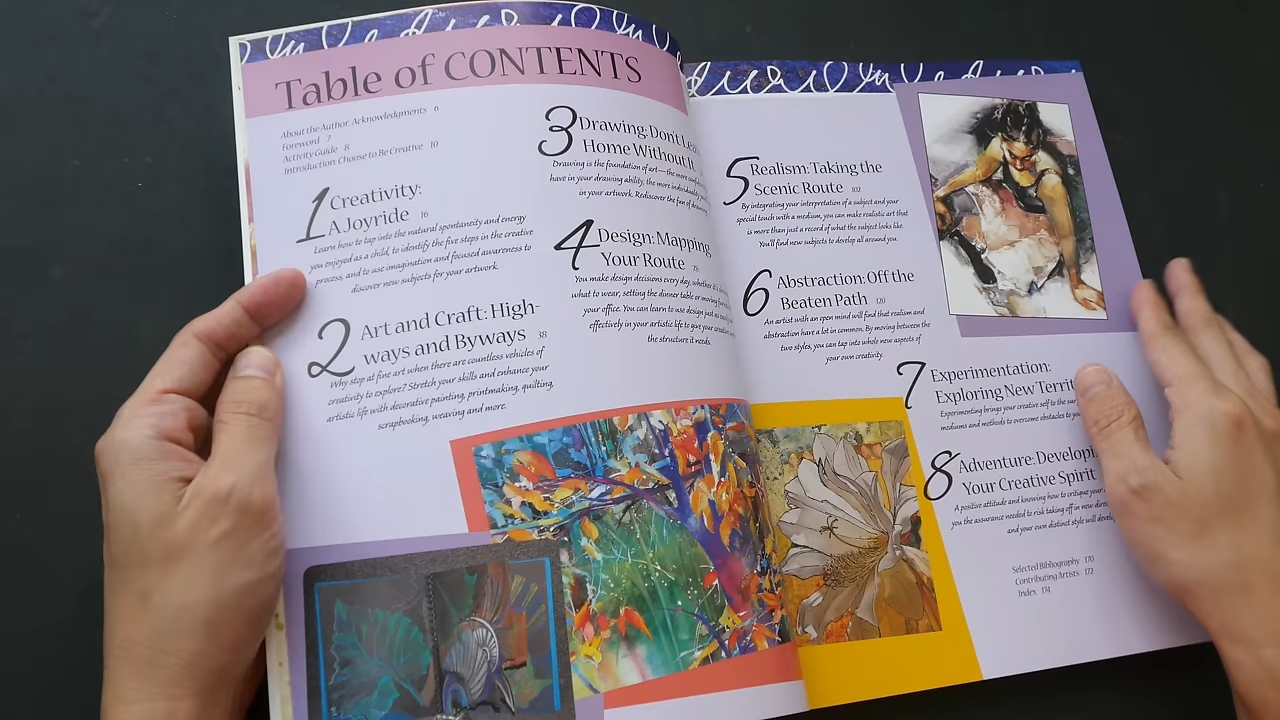 Table of CONTENTS
About the Author, Acknowledgments 6
Foreword 7
Activity Guide 8
Introduction: Choose to Be Creative 10
1 Creativity:
A Joyride 16
Learn how to tap into the natural spontaneity and energy
you enjoyed as a child, to identify the five steps in the creative
process, and to use imagination and focused awareness to
discover new subjects for your artwork.
2 Art and Craft: High-
ways and Byways 38
Why stop at fine art when there are countless vehicles of
creativity to explore? Stretch your skills and enhance your
artistic life with decorative painting, printmaking, quilting,
scrapbooking, weaving and more.
3 Drawing: Don't
Home Without It
Drawing is the foundation of art—the more
have in your drawing ability, the more
in your artwork. Rediscover the fun of
4 Design: Mapping
Your Route
You make design decisions every day, whether
what to wear, setting the dinner table or moving
your office. You can learn to use design just as
effectively in your artistic life to give your creative
the structure it needs.
5 Realism: Taking the
Scenic Route 102
By integrating your interpretation of a subject and your
special touch with a medium, you can make realistic art that
is more than just a record of what the subject looks like.
You'll find new subjects to develop all around you.
6 Abstraction: Off the
Beaten Path 120
An artist with an open mind will find that realism and
abstraction have a lot in common. By moving between the
two styles, you can tap into whole new aspects of
your own creativity.
7 Experimentation:
Exploring New
Experimenting brings your creative self to the
mediums and methods to overcome obstacles to
8 Adventure:
Your Creative Spirit
A positive attitude and knowing how to critique your
you the assurance needed to risk taking off in new
and your own distinct style will
Selected Bibliography 170
Contributing Artists 172
Index 174